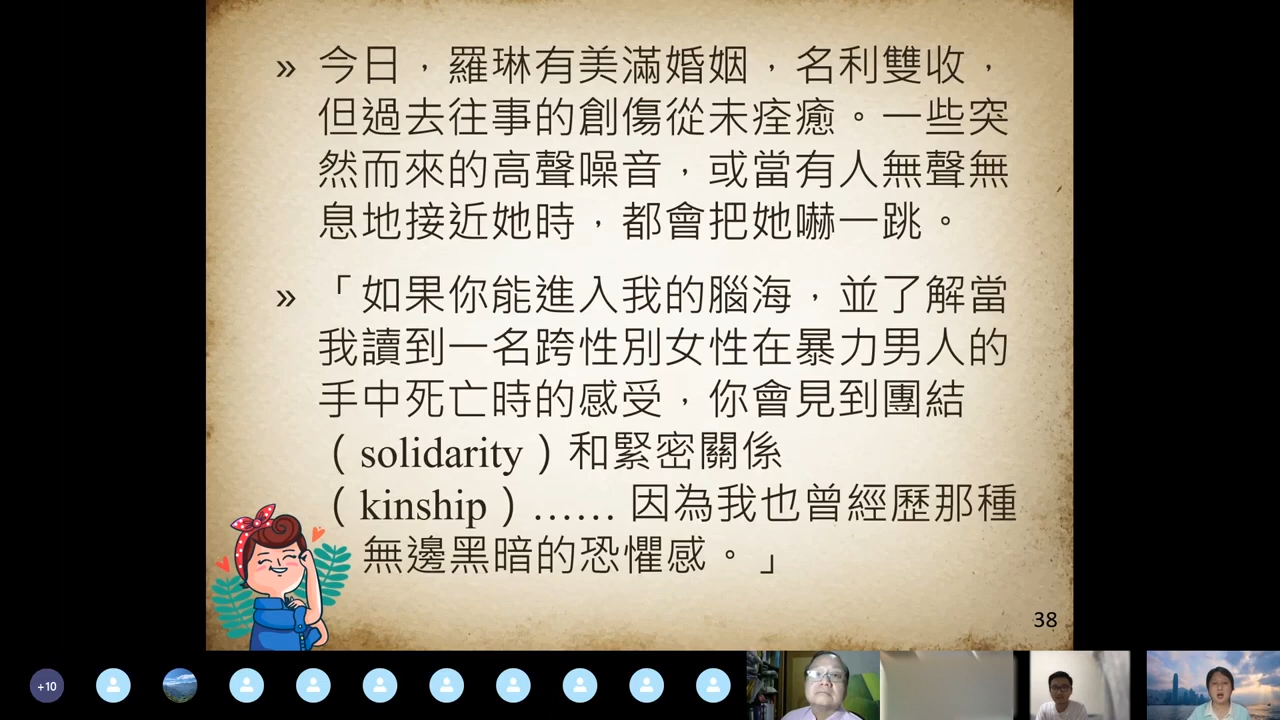 » 今日，羅琳有美滿婚姻，名利雙收，
但過去往事的創傷從未痊癒。一些突
然而來的高聲噪音，或當有人無聲無
息地接近她時，都會把她嚇一跳。
» 「如果你能進入我的腦海，並了解當
我讀到一名跨性別女性在暴力男人的
手中死亡時的感受，你會見到團結
（solidarity）和緊密關係
（kinship）…… 因為我也曾經歷那種
無邊黑暗的恐懼感。」
38
+10